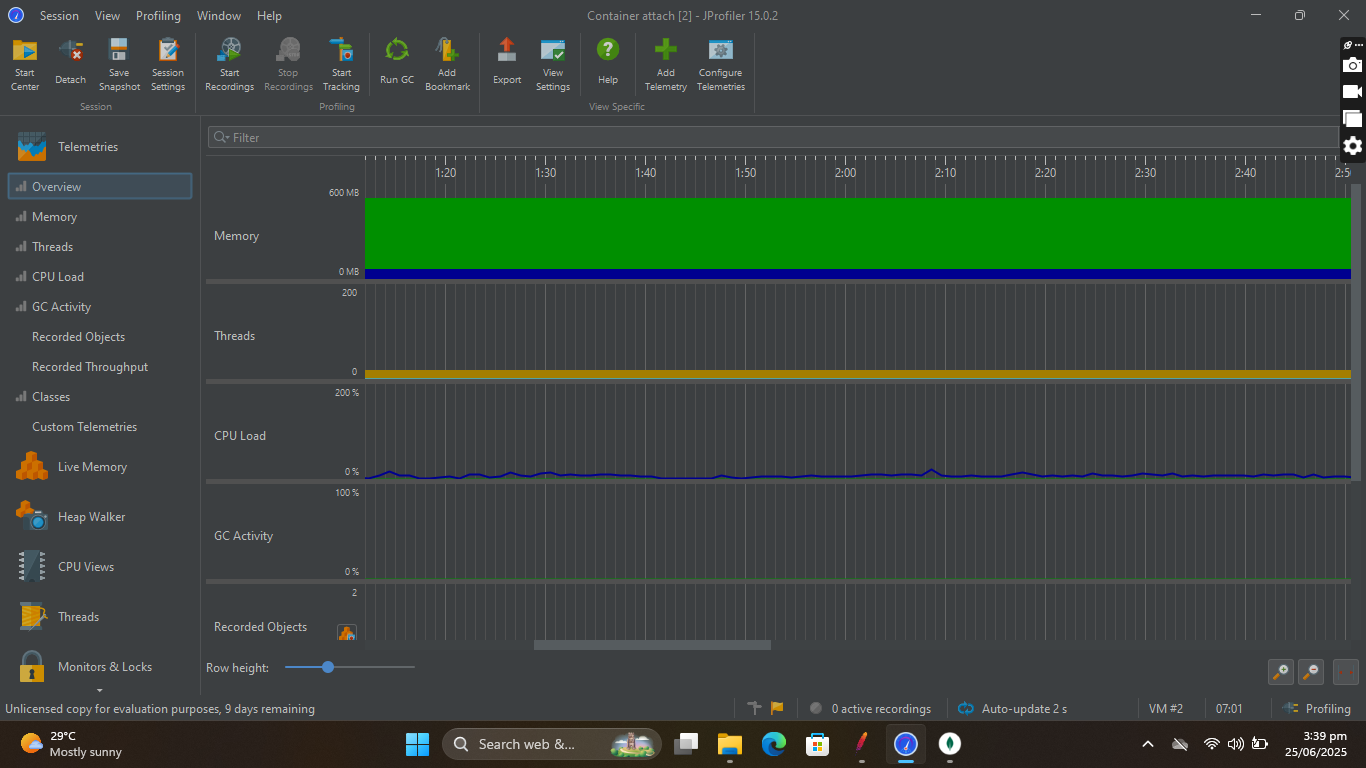 Session View Profiling Window Help
Container attach [2] - JProfiler 15.0.2
Start Center
Detach
Save Snapshot
Session Settings
Start Recordings
Stop Recordings
Start Tracking
Run GC
Add Bookmark
Export
View Settings
Help
Add Telemetry
Configure Telemetries
Session
Profiling
View Specific
Telemetries
Overview
Memory
Threads
CPU Load
GC Activity
Recorded Objects
Recorded Throughput
Classes
Custom Telemetries
Live Memory
Heap Walker
CPU Views
Threads
Monitors & Locks
Filter
1:20 1:30 1:40 1:50 2:00 2:10 2:20 2:30 2:40 2:50
600 MB
Memory
0 MB
200
Threads
0
200 %
CPU Load
0 %
100 %
GC Activity
0 %
2
Recorded Objects
Row height:
Unlicensed copy for evaluation purposes, 9 days remaining
0 active recordings
Auto-update 2 s
VM #2
07:01
Profiling
29°C
Mostly sunny
Search web &...
3:39 pm
25/06/2025